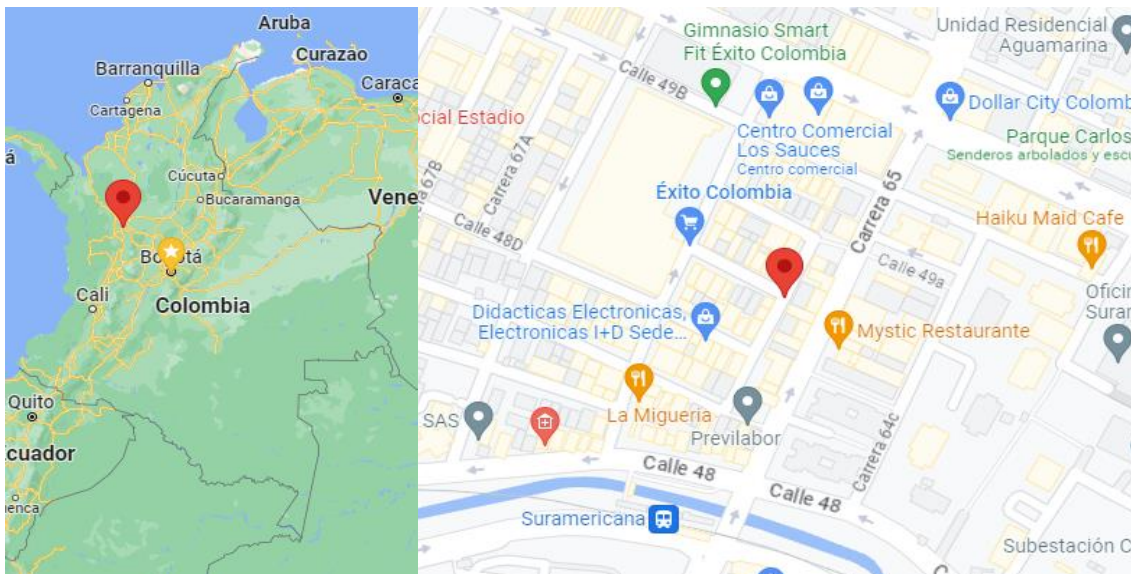 Aruba
Curazao
Barranquilla
Cartagena
Caraca
á
Cúcuta
Bucaramanga
Vene
Bogotá
Cali
Colombia
Quito
cuador
enca
Gimnasio Smart
Fit Éxito Colombia
Unidad Residencial
Aguamarina
Calle 49B
Dollar City Colomb
cial Estadio
Carrera 67A
Centro Comercial
Los Sauces
Centro comercial
Parque Carlos
Senderos arbolados y escu
Carrera 65
67B
Éxito Colombia
Haiku Maid Cafe
Calle 48D
Calle 49a
Oficin
Suran
Didacticas Electronicas,
Electronicas I+D Sede...
Mystic Restaurante
La Migueria
SAS
Previlabor
Carrera 64c
Calle 48
Calle 48
Suramericana
Subestación C